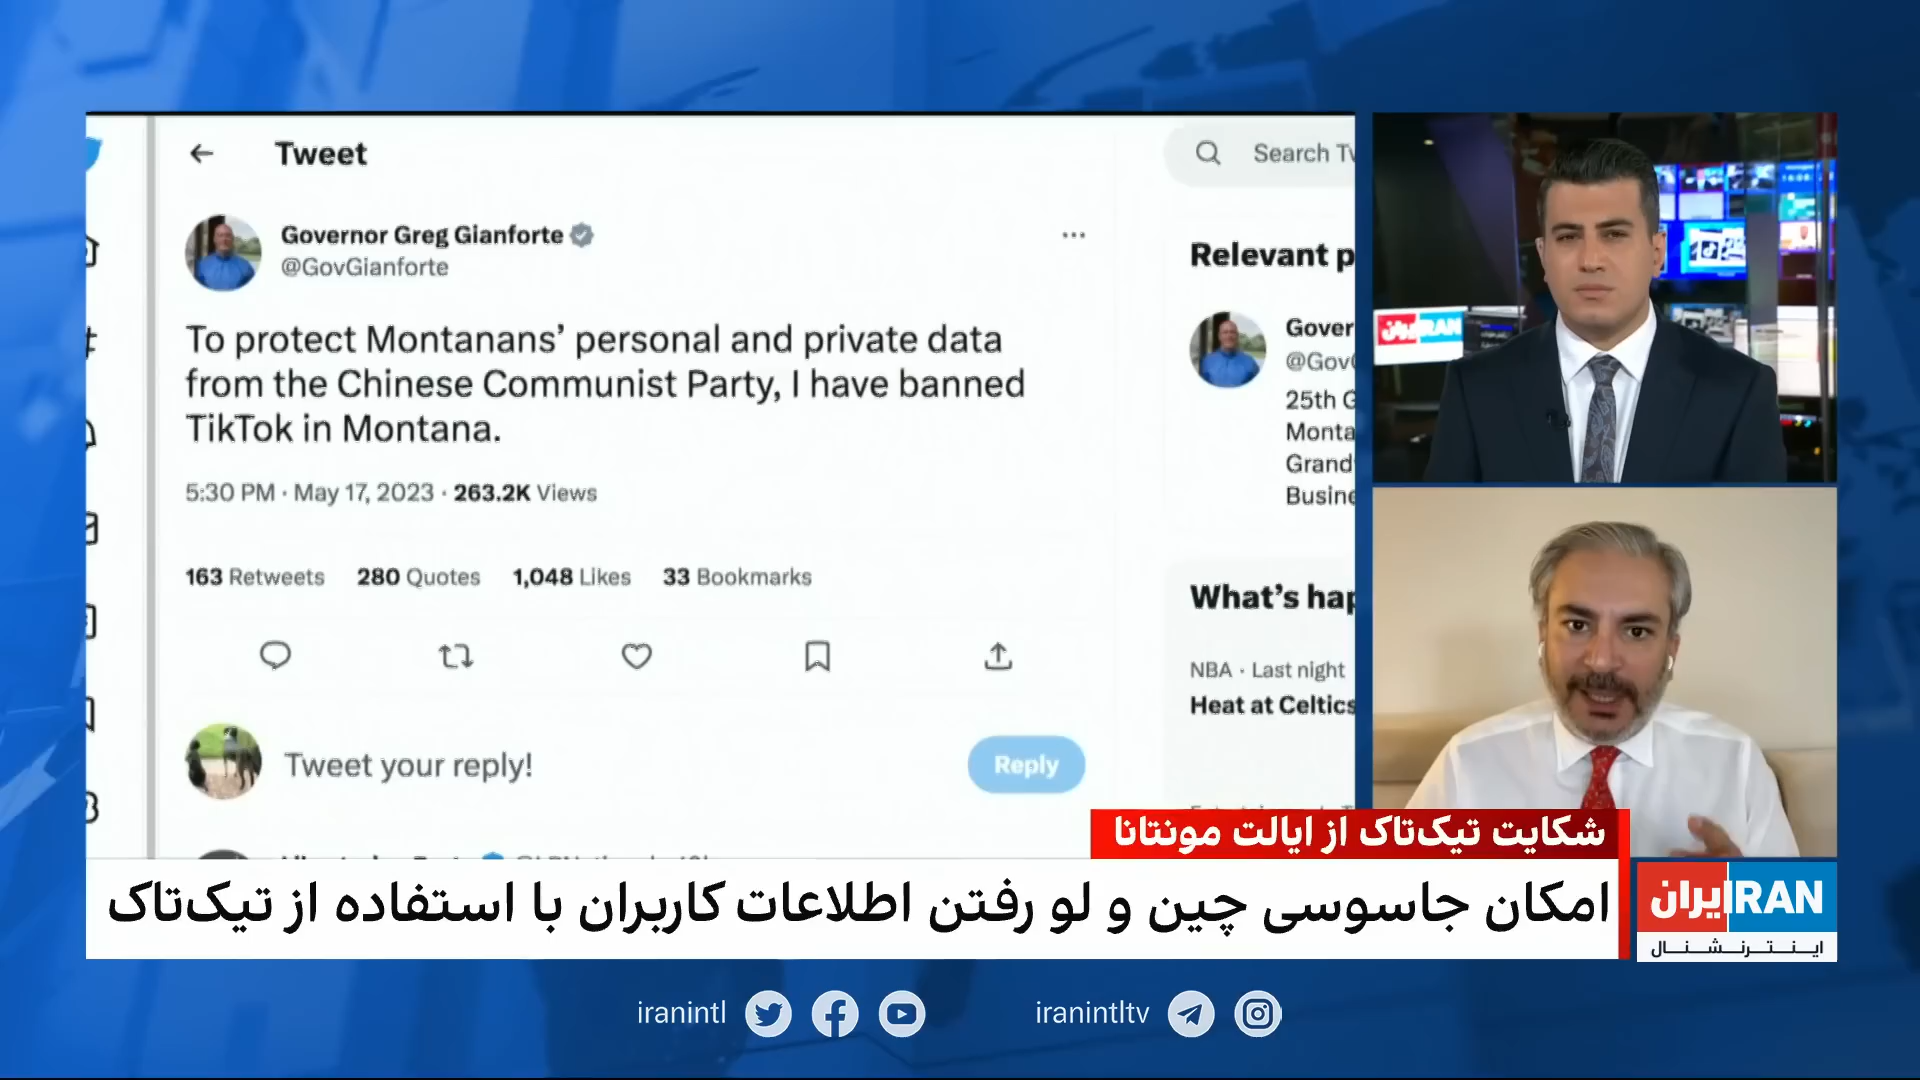 Tweet
Search Tw
Governor Greg Gianforte
@GovGianforte
To protect Montanans’ personal and private data
from the Chinese Communist Party, I have banned
TikTok in Montana.
5:30 PM · May 17, 2023 · 263.2K Views
163 Retweets 280 Quotes 1,048 Likes 33 Bookmarks
Tweet your reply!
Reply
Relevant p
Gover
@Gov
25th G
Monta
Grand
Busine
What’s hap
NBA · Last night
Heat at Celtics
ایران IRAN
شکایت تیک‌تاک از ایالت مونتانا
امکان جاسوسی چین و لو رفتن اطلاعات کاربران با استفاده از تیک‌تاک
ایران IRAN
اینترنشنال
iranintl
iranintltv